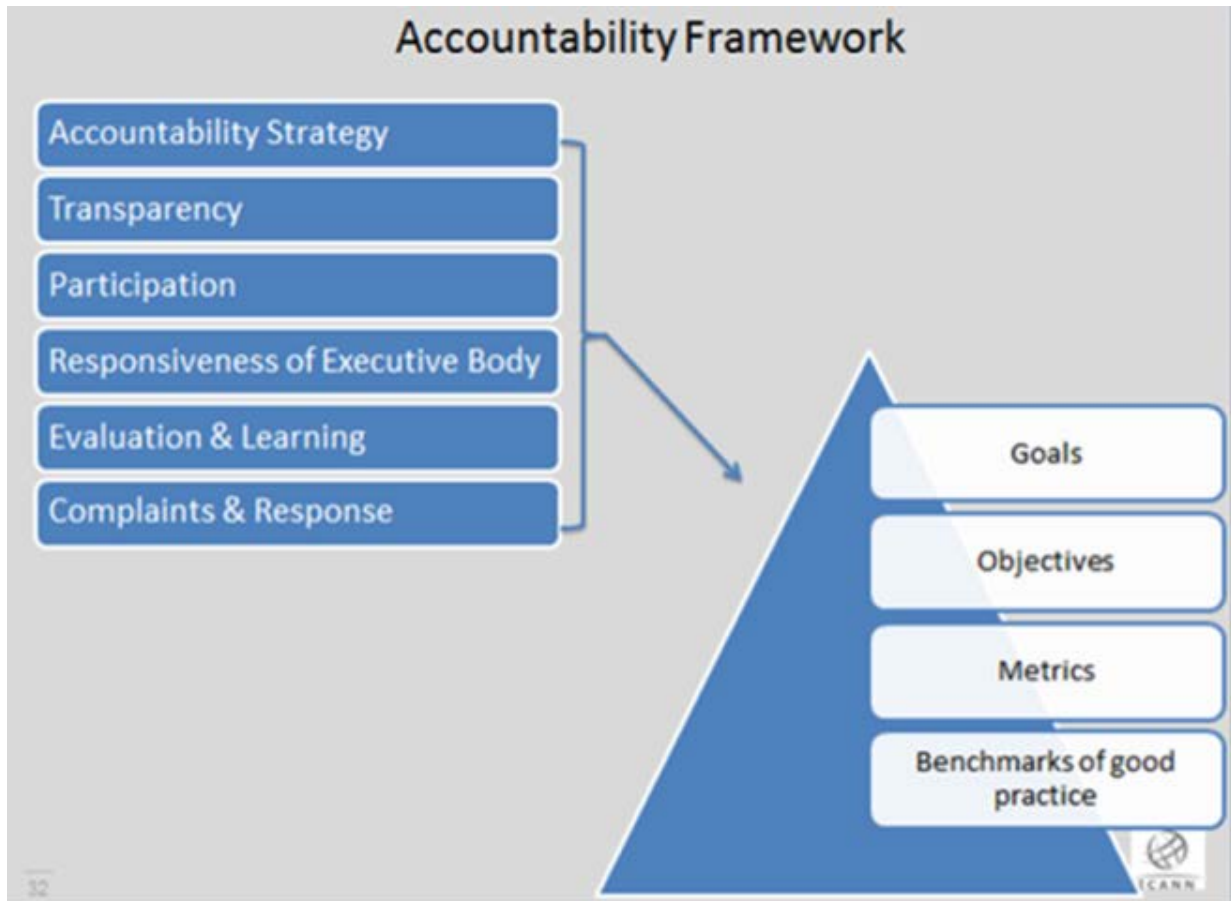 Accountability Framework
Accountability Strategy
Transparency
Participation
Responsiveness of Executive Body
Evaluation & Learning
Complaints & Response
Goals
Objectives
Metrics
Benchmarks of good
practice
32
ICANN